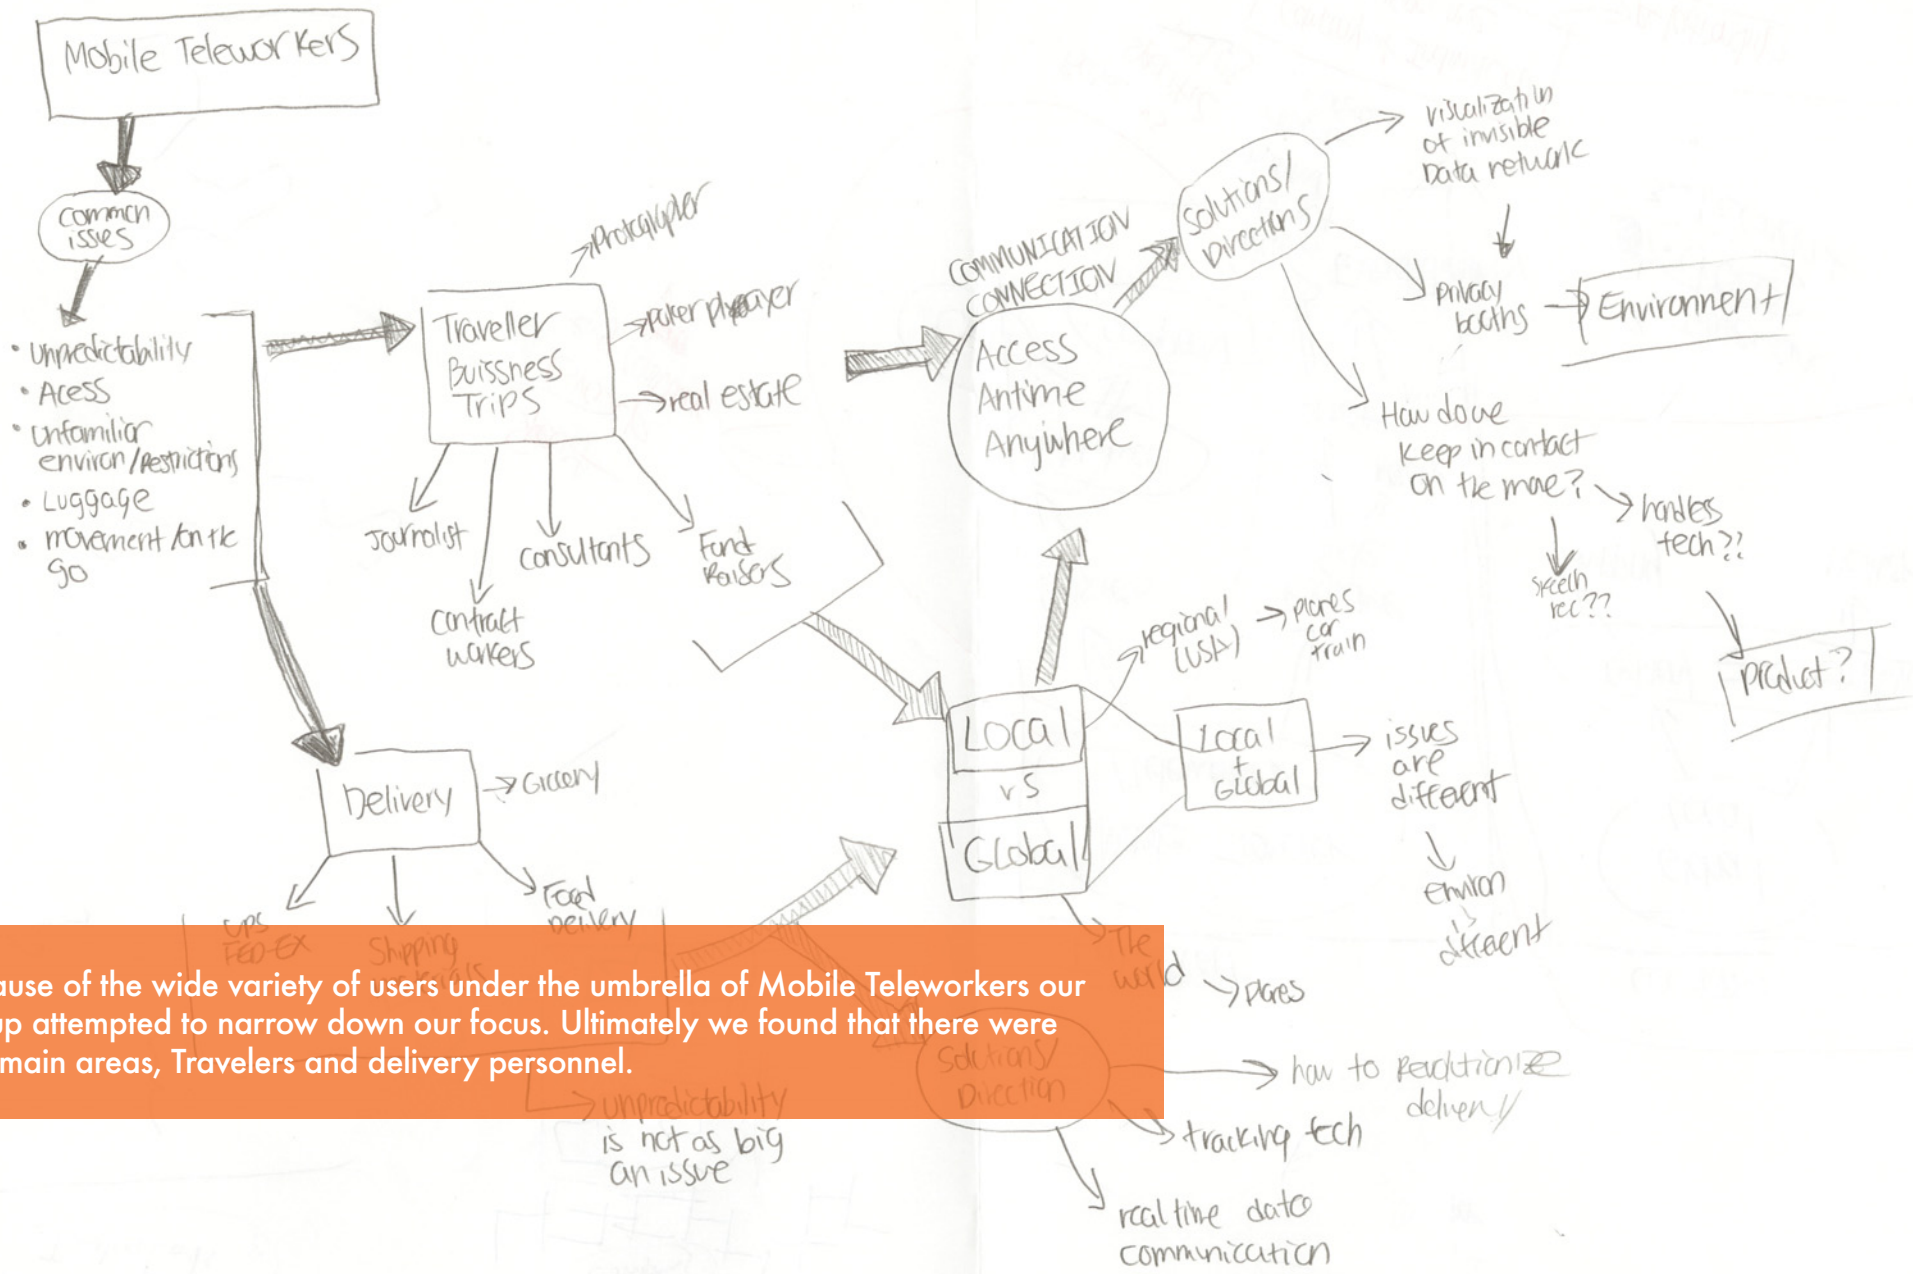 Mobile Teleworkers
common
issues
• unpredictability
• Acess
• unfamiliar
environ/Restrictions
• Luggage
• movement/on the
go
Traveller
Buissness
Trips
poker player
real estate
Journalist
contract
workers
consultants
Fund
Raisers
Delivery
Grocery
UPS
FED-EX
Shipping
Food
Delivery
unpredictability
is not as big
an issue
COMMUNICATION
CONNECTION
Access
Antime
Anywhere
Solutions/
Directions
visualization
of invisible
Data network
privacy
booths
Environment
How do we
keep in contact
on the move?
handless
tech??
speech
rec??
product?
LOCAL
vs
GLobal
regional
(USA)
planes
car
train
Local
+
Global
issues
are
different
environ
is
different
The
world
planes
Solutions/
Direction
how to Revolutionize
delivery
tracking tech
real time data
communication
ause of the wide variety of users under the umbrella of Mobile Teleworkers our
up attempted to narrow down our focus. Ultimately we found that there were
main areas, Travelers and delivery personnel.